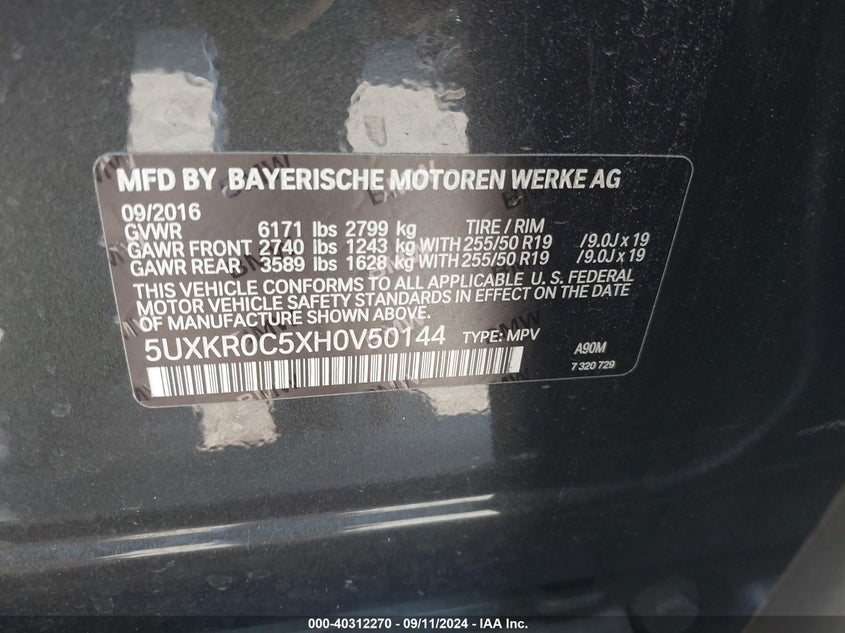 MFD BY BAYERISCHE MOTOREN WERKE AG
09/2016
GVWR 6171 lbs 2799 kg TIRE / RIM
GAWR FRONT 2740 lbs 1243 kg WITH 255/50 R19 /9.0J x 19
GAWR REAR 3589 lbs 1628 kg WITH 255/50 R19 /9.0J x 19
THIS VEHICLE CONFORMS TO ALL APPLICABLE U. S. FEDERAL
MOTOR VEHICLE SAFETY STANDARDS IN EFFECT ON THE DATE
OF MANUFACTURE SHOWN ABOVE.
5UXKR0C5XH0V50144 TYPE: MPV
A90M
7 320 729
000-40312270 - 09/11/2024 - IAA Inc.